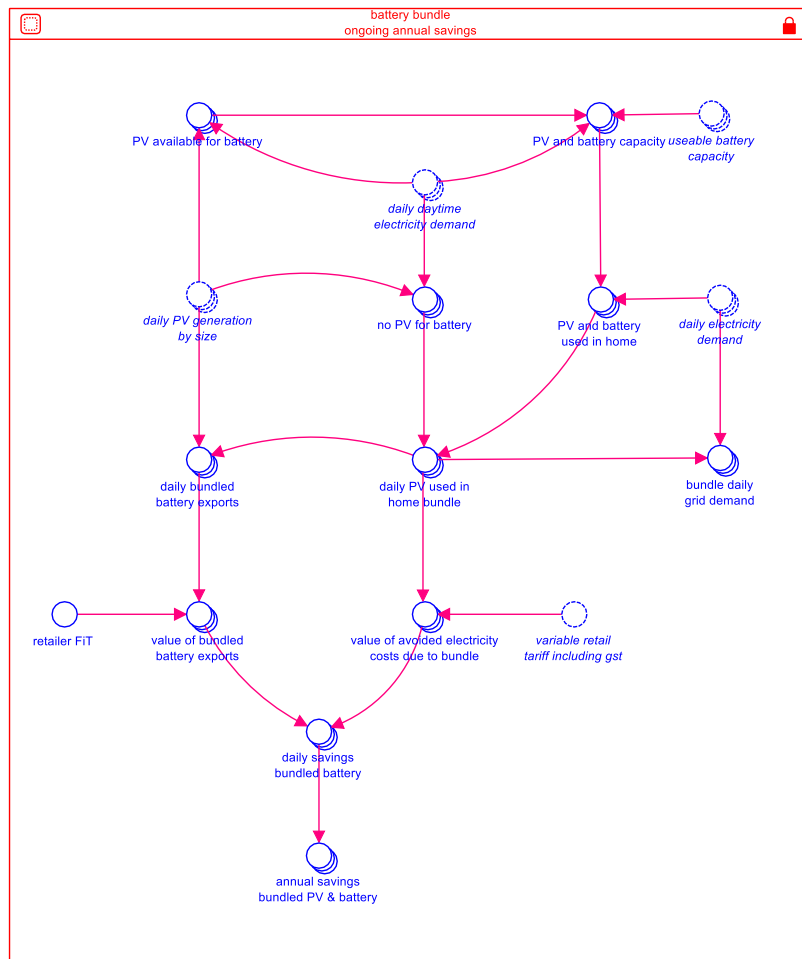 battery bundle
ongoing annual savings
PV available for battery
PV and battery capacity
useable battery
capacity
daily daytime
electricity demand
daily PV generation
by size
no PV for battery
PV and battery
used in home
daily electricity
demand
daily bundled
battery exports
daily PV used in
home bundle
bundle daily
grid demand
retailer FiT
value of bundled
battery exports
value of avoided electricity
costs due to bundle
variable retail
tariff including gst
daily savings
bundled battery
annual savings
bundled PV & battery